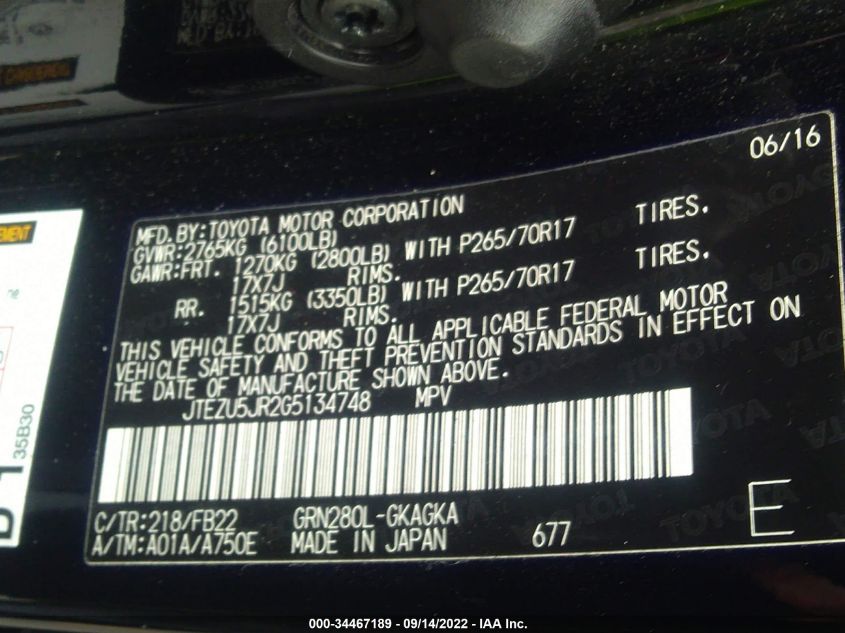 06/16
MFD.BY:TOYOTA MOTOR CORPORATION
GVWR:2765KG (6100LB)
GAWR:FRT. 1270KG (2800LB) WITH P265/70R17 TIRES.
17X7J RIMS.
RR. 1515KG (3350LB) WITH P265/70R17 TIRES.
17X7J RIMS.
THIS VEHICLE CONFORMS TO ALL APPLICABLE FEDERAL MOTOR
VEHICLE SAFETY AND THEFT PREVENTION STANDARDS IN EFFECT ON
THE DATE OF MANUFACTURE SHOWN ABOVE.
JTEZU5JR2G5134748 MPV
C/TR:218/FB22 GRN280L-GKAGKA
A/TM:A01A/A750E MADE IN JAPAN 677 E
35B30
000-34467189 - 09/14/2022 - IAA Inc.